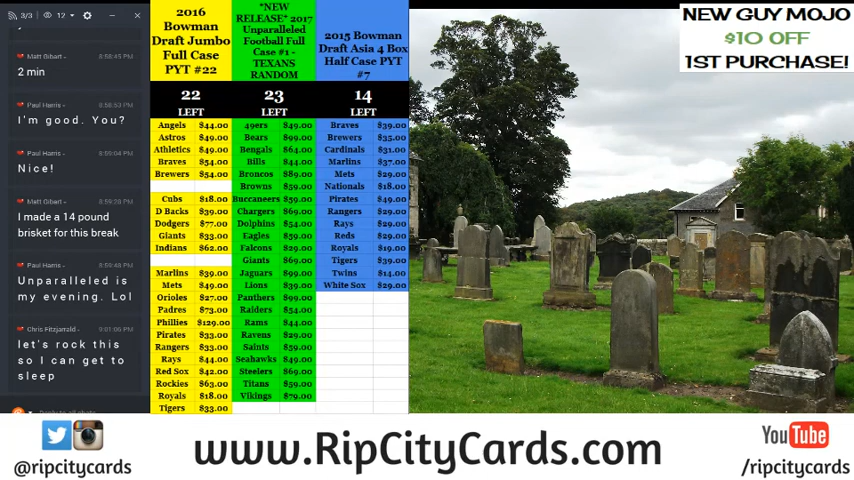 3/3 12
Matt Gibert 8:58:45 PM
2 min
Paul Harris 8:58:53 PM
I'm good. You?
Paul Harris 8:59:04 PM
Nice!
Matt Gibert 8:59:28 PM
I made a 14 pound
brisket for this break
Paul Harris 8:59:48 PM
Unparalleled is
my evening. Lol
Chris Fitzjarrald 9:01:06 PM
let's rock this
so I can get to
sleep
2016
Bowman
Draft Jumbo
Full Case
PYT #22
22
LEFT
Angels $44.00
Astros $49.00
Athletics $49.00
Braves $54.00
Brewers $54.00
Cubs $18.00
D Backs $39.00
Dodgers $77.00
Giants $33.00
Indians $62.00
Marlins $39.00
Mets $49.00
Orioles $27.00
Padres $73.00
Phillies $129.00
Pirates $33.00
Rangers $33.00
Rays $44.00
Red Sox $42.00
Rockies $63.00
Royals $18.00
Tigers $33.00
*NEW
RELEASE* 2017
Unparalleled
Football Full
Case #1 -
TEXANS
RANDOM
23
LEFT
49ers $49.00
Bears $99.00
Bengals $64.00
Bills $44.00
Broncos $89.00
Browns $59.00
Buccaneers $59.00
Chargers $69.00
Dolphins $54.00
Eagles $59.00
Falcons $29.00
Giants $69.00
Jaguars $99.00
Lions $39.00
Panthers $99.00
Raiders $54.00
Rams $44.00
Ravens $29.00
Saints $59.00
Seahawks $49.00
Steelers $69.00
Titans $59.00
Vikings $79.00
2015 Bowman
Draft Asia 4 Box
Half Case PYT
#7
14
LEFT
Braves $39.00
Brewers $35.00
Cardinals $31.00
Marlins $37.00
Mets $29.00
Nationals $18.00
Pirates $49.00
Rangers $29.00
Rays $29.00
Reds $29.00
Royals $19.00
Tigers $39.00
Twins $14.00
White Sox $29.00
NEW GUY MOJO
$10 OFF
1ST PURCHASE!
@ripcitycards
www.RipCityCards.com
YouTube
/ripcitycards